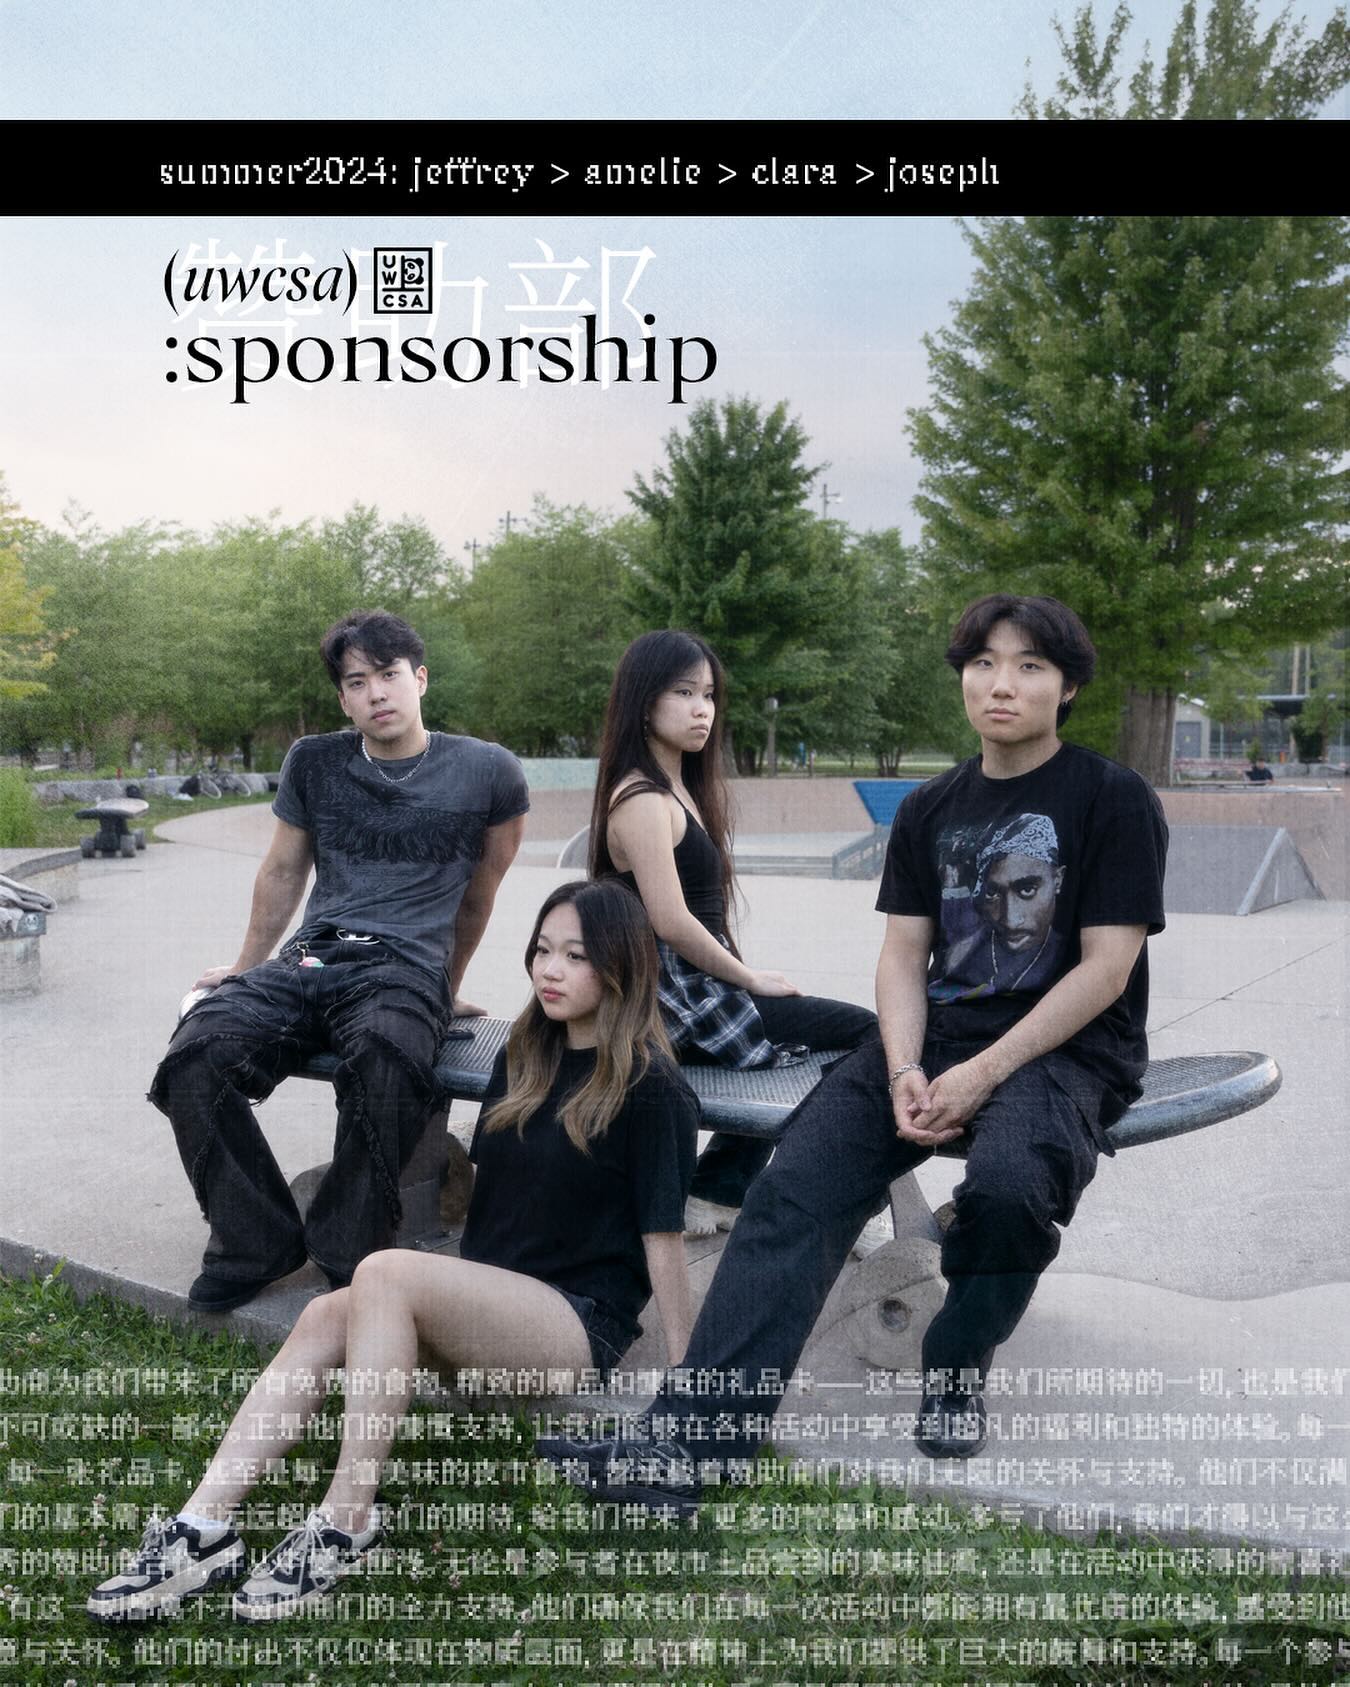 summer2024: jeffrey > amelie > clara > joseph
赞助部
(uwcsa)
UW
CSA
:sponsorship
助商为我们带来了所有免费的食物, 精致的赠品和慷慨的礼品卡——这些都是我们所期待的一切, 也是我们
不可或缺的一部分。正是他们的慷慨支持, 让我们能够在各种活动中享受到超凡的福利和独特的体验。每一
每一张礼品卡, 甚至是每一道美味的夜市食物, 都承载着赞助商们对我们无限的关怀与支持。他们不仅满
们的基本需求, 还远远超越了我们的期待, 给我们带来了更多的惊喜和感动。多亏了他们, 我们才得以与这
的赞助商合作, 并从中受益匪浅。无论是参与者在夜市上品尝到的美味佳肴, 还是在活动中获得的惊喜礼
有这一切都离不开赞助商们的全力支持。他们确保我们在每一次活动中都能拥有最优质的体验, 感受到他
与关怀。他们的付出不仅仅体现在物质层面, 更是在精神上为我们提供了巨大的鼓舞和支持。每一个参与